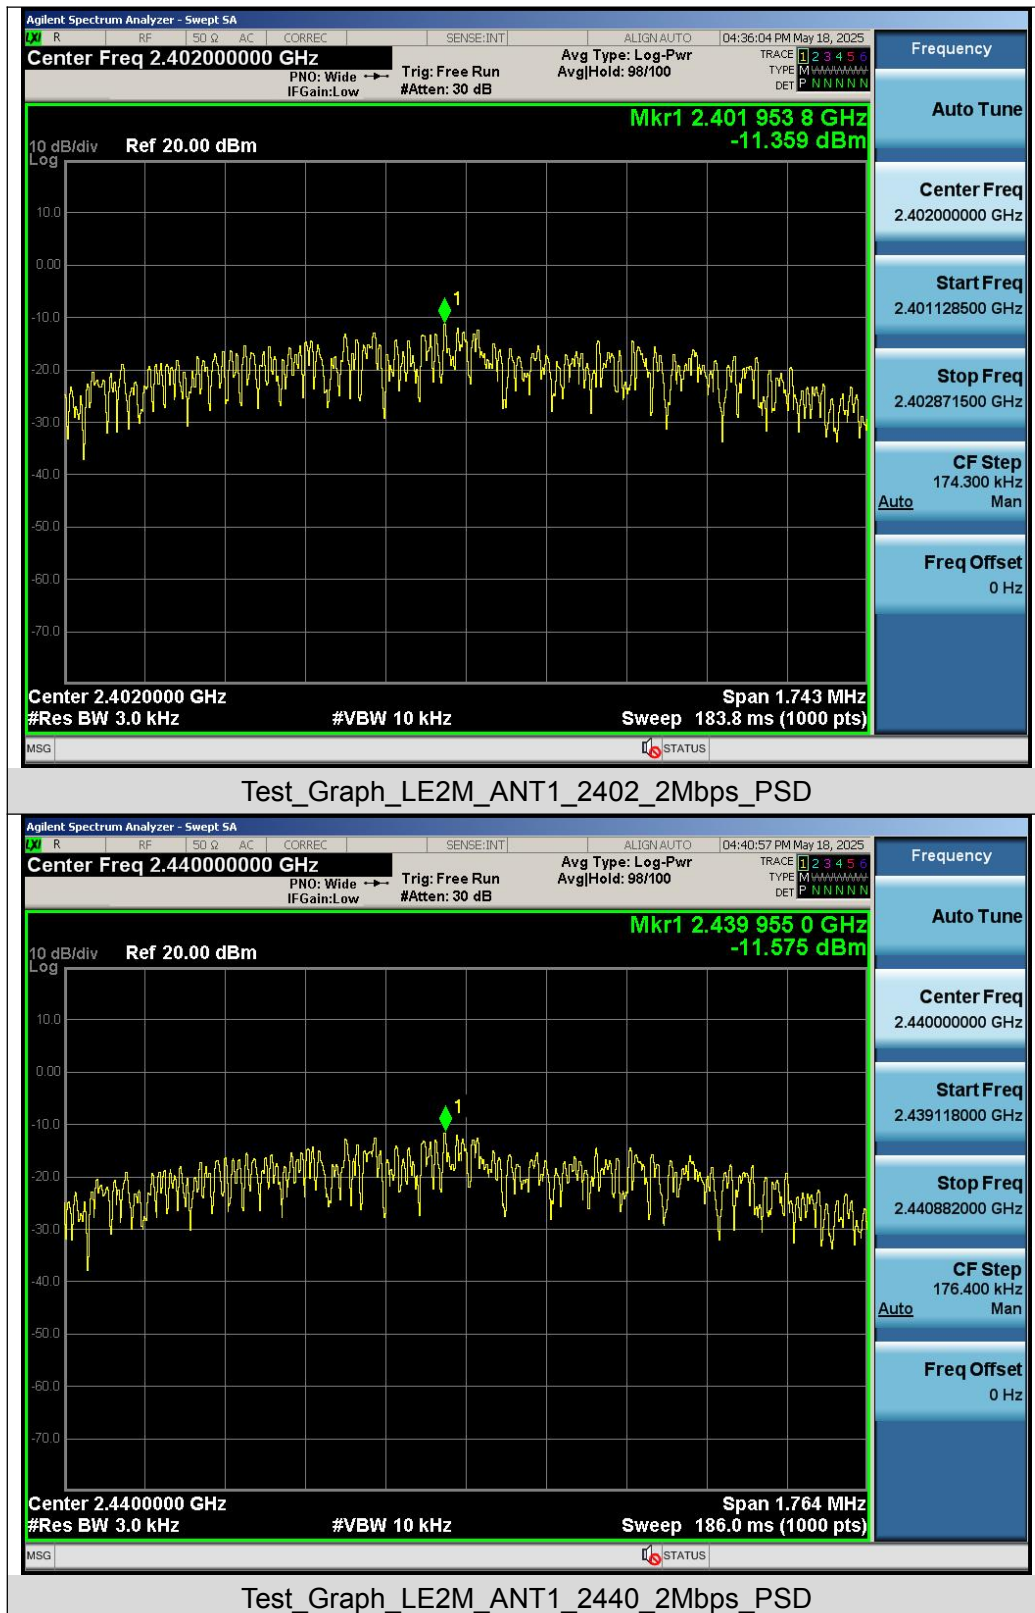 Agilent Spectrum Analyzer - Swept SA
LXI R RF 50 Ω AC CORREC SENSE:INT ALIGN AUTO 04:36:04 PM May 18, 2025
Center Freq 2.402000000 GHz
PNO: Wide Trig: Free Run Avg Type: Log-Pwr TRACE 1 2 3 4 5 6
IFGain:Low #Atten: 30 dB Avg|Hold: 98/100 TYPE M
DET P N N N N N
Mkr1 2.401 953 8 GHz
-11.359 dBm
10 dB/div Ref 20.00 dBm
Log
10.0
0.00
-10.0
-20.0
-30.0
-40.0
-50.0
-60.0
-70.0
1
Center 2.4020000 GHz Span 1.743 MHz
#Res BW 3.0 kHz #VBW 10 kHz Sweep 183.8 ms (1000 pts)
MSG STATUS
Frequency
Auto Tune
Center Freq
2.402000000 GHz
Start Freq
2.401128500 GHz
Stop Freq
2.402871500 GHz
CF Step
174.300 kHz
Auto Man
Freq Offset
0 Hz
Test_Graph_LE2M_ANT1_2402_2Mbps_PSD
Agilent Spectrum Analyzer - Swept SA
LXI R RF 50 Ω AC CORREC SENSE:INT ALIGN AUTO 04:40:57 PM May 18, 2025
Center Freq 2.440000000 GHz
PNO: Wide Trig: Free Run Avg Type: Log-Pwr TRACE 1 2 3 4 5 6
IFGain:Low #Atten: 30 dB Avg|Hold: 98/100 TYPE M
DET P N N N N N
Mkr1 2.439 955 0 GHz
-11.575 dBm
10 dB/div Ref 20.00 dBm
Log
10.0
0.00
-10.0
-20.0
-30.0
-40.0
-50.0
-60.0
-70.0
1
Center 2.4400000 GHz Span 1.764 MHz
#Res BW 3.0 kHz #VBW 10 kHz Sweep 186.0 ms (1000 pts)
MSG STATUS
Frequency
Auto Tune
Center Freq
2.440000000 GHz
Start Freq
2.439118000 GHz
Stop Freq
2.440882000 GHz
CF Step
176.400 kHz
Auto Man
Freq Offset
0 Hz
Test_Graph_LE2M_ANT1_2440_2Mbps_PSD